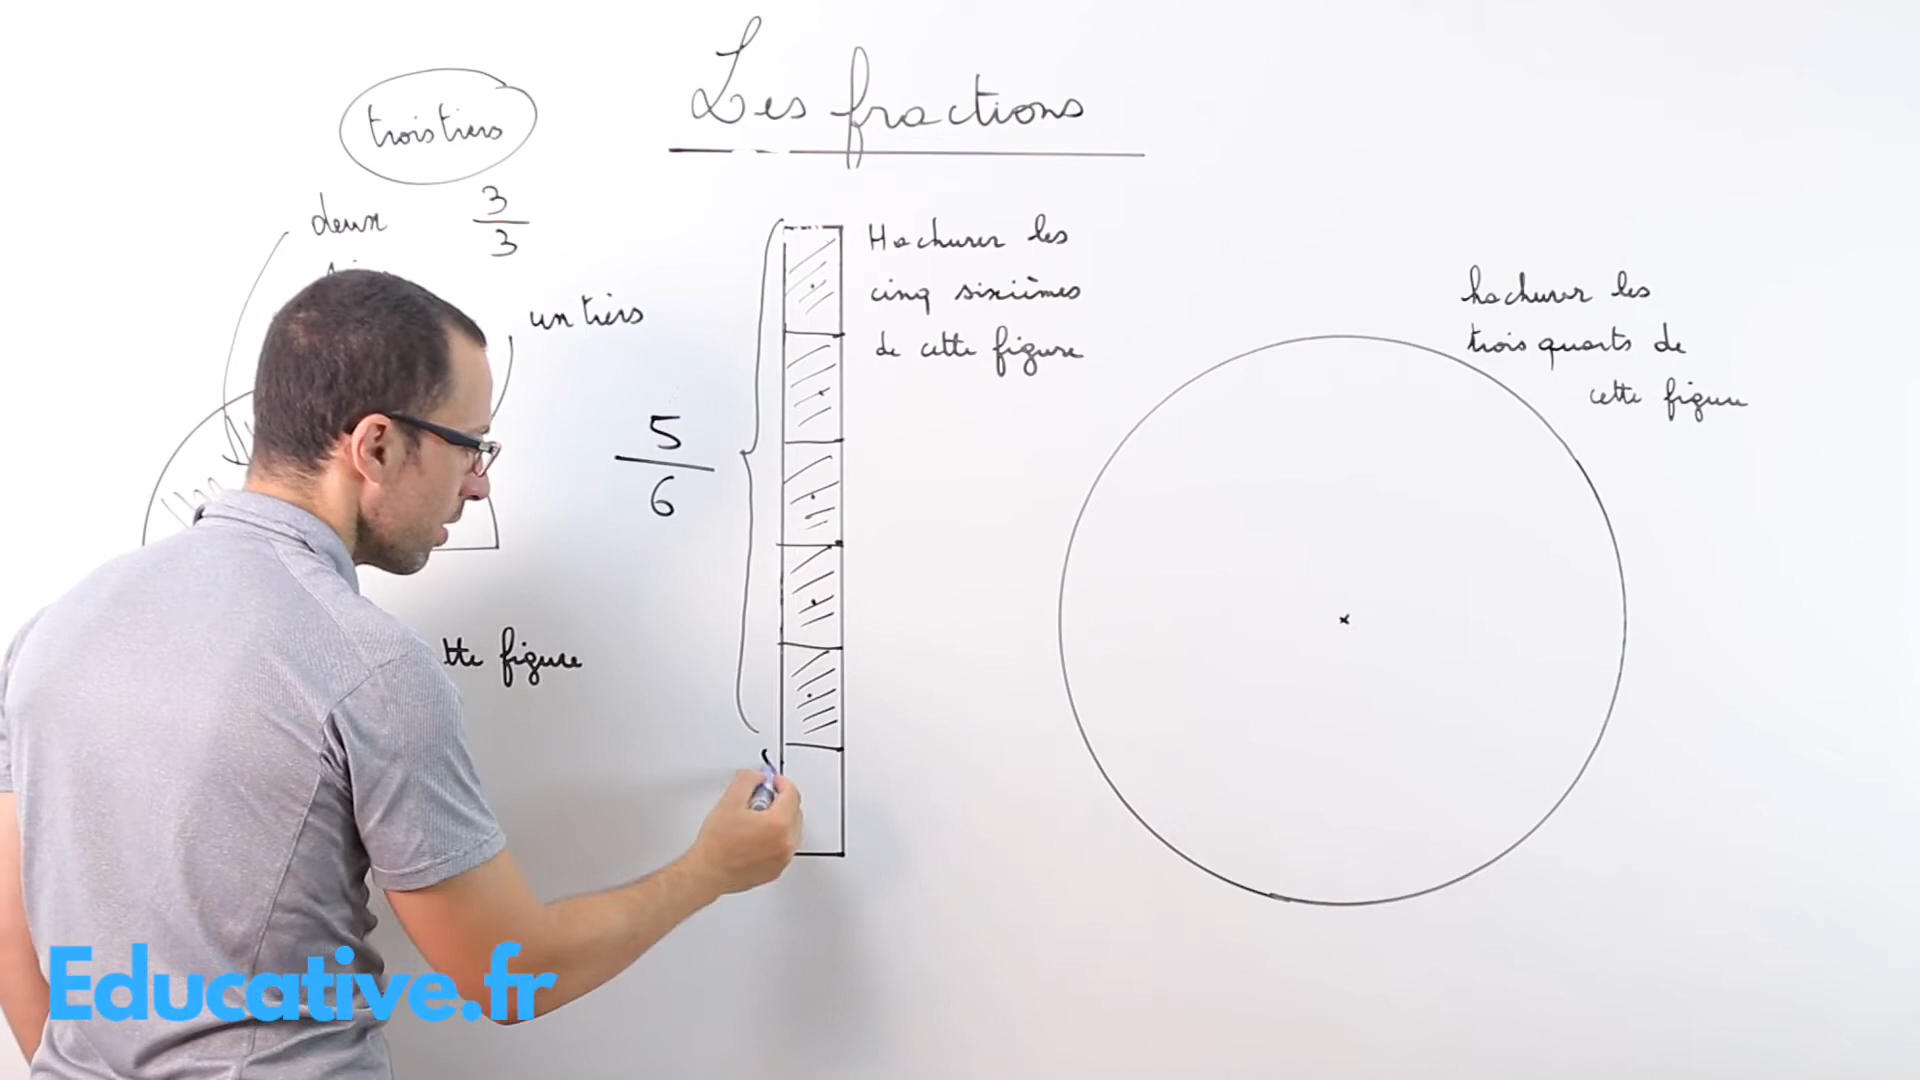 Les fractions
trois tiers
deux
3
3
un tiers
Hachurer les
cinq sixièmes
de cette figure
5
6
hachurer les
trois quarts de
cette figure
figure
Educative.fr